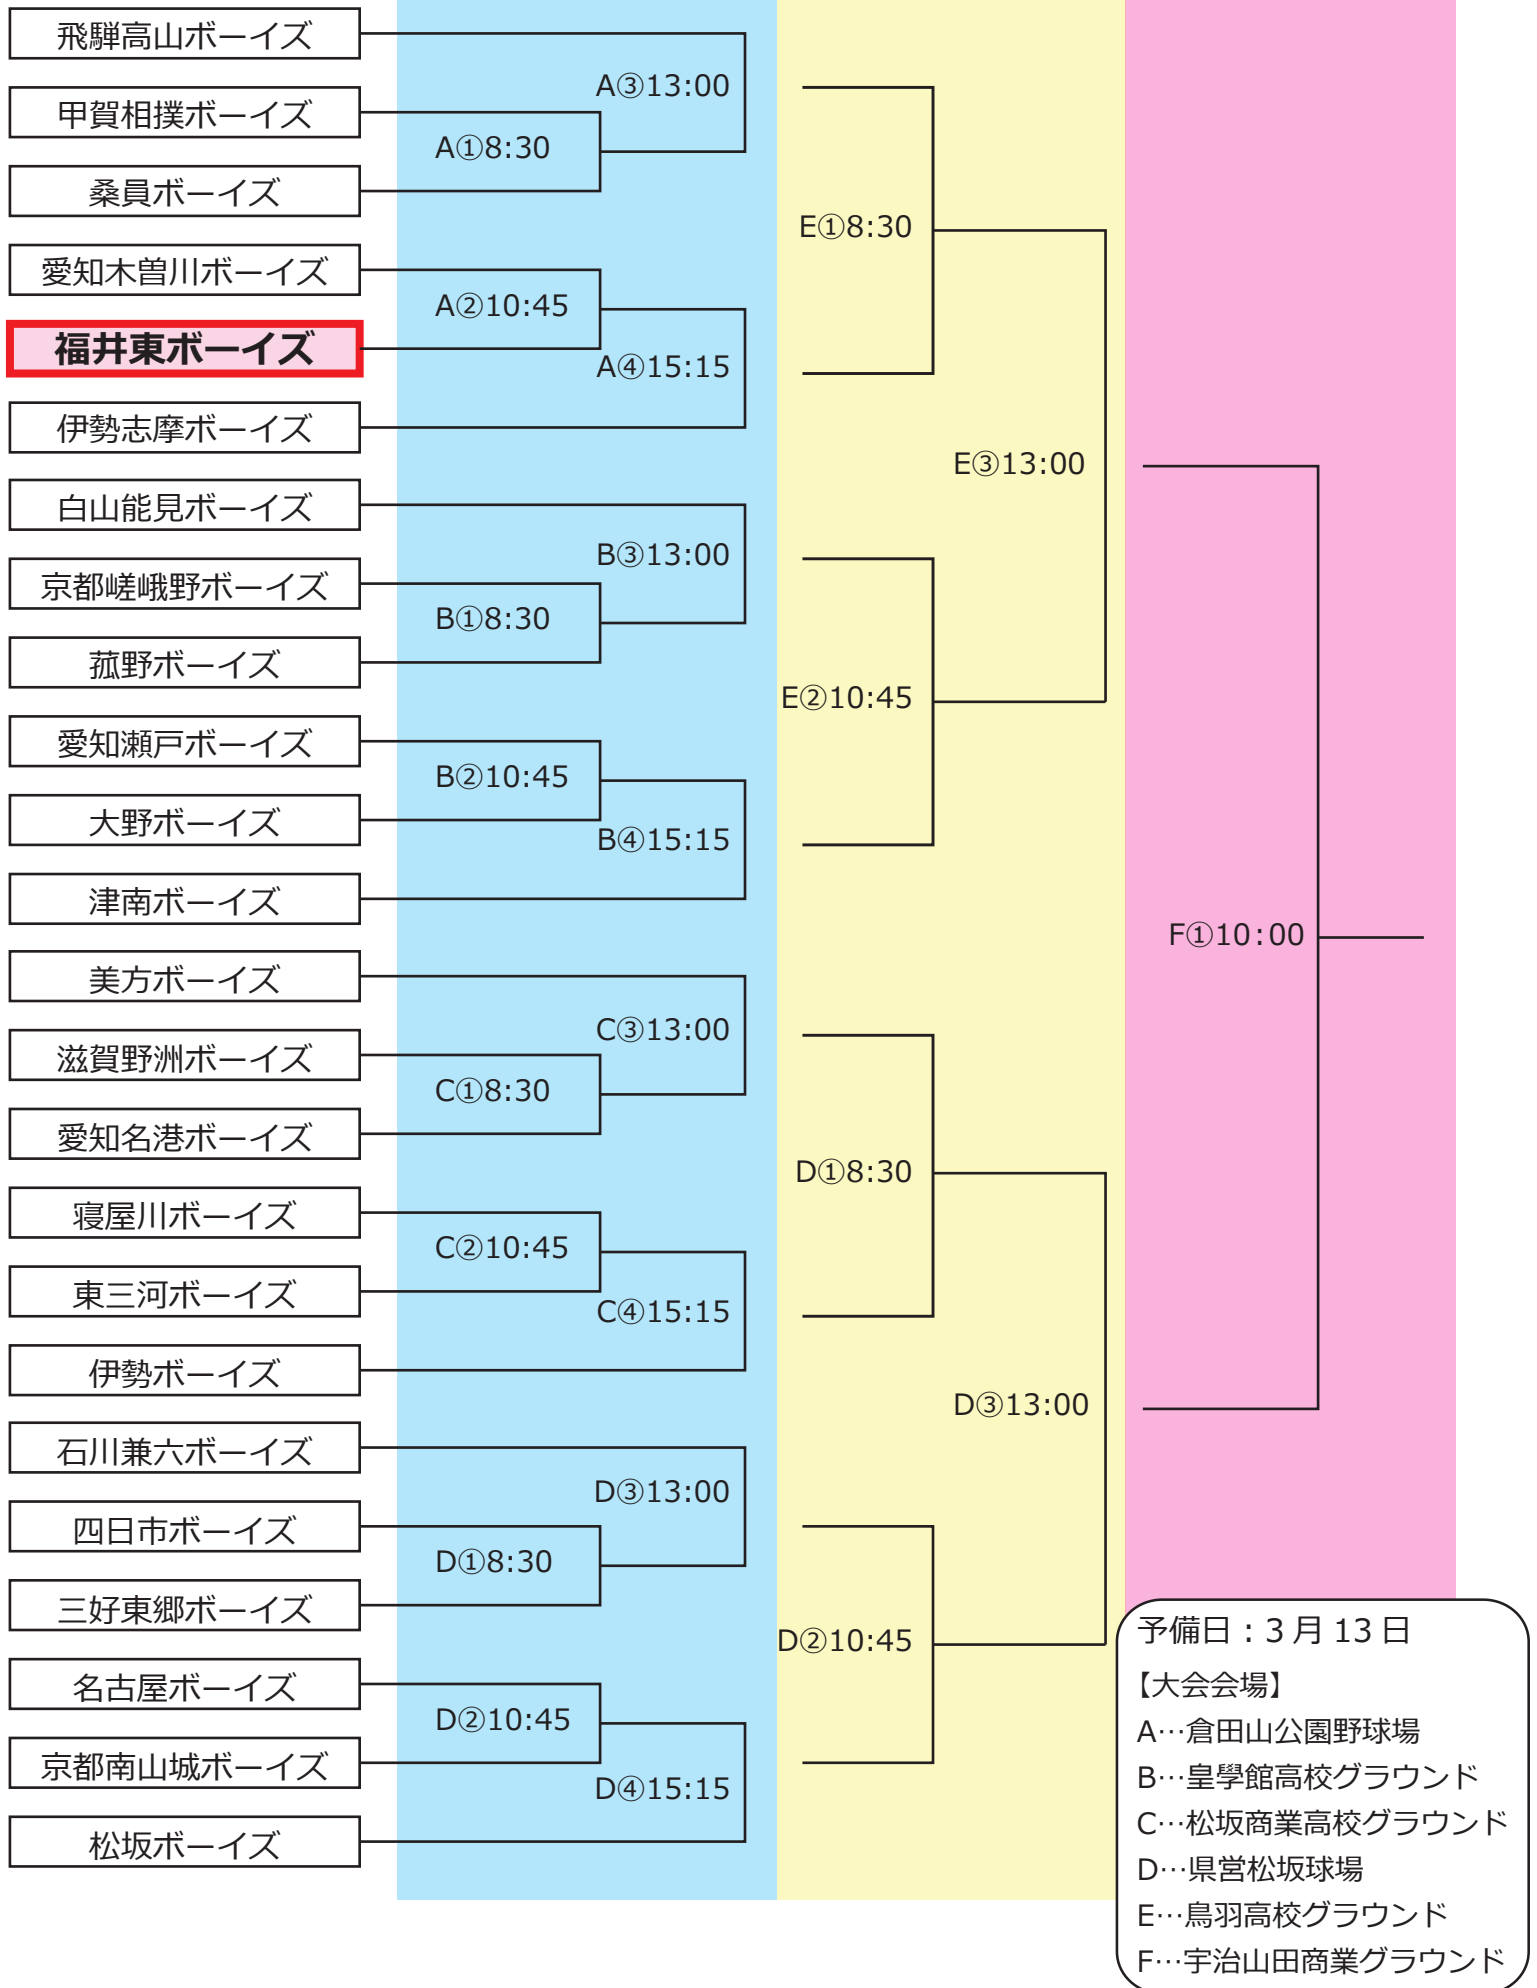 飛騨高山ボーイズ
甲賀相撲ボーイズ
桑員ボーイズ
愛知木曽川ボーイズ
福井東ボーイズ
伊勢志摩ボーイズ
白山能見ボーイズ
京都嵯峨野ボーイズ
菰野ボーイズ
愛知瀬戸ボーイズ
大野ボーイズ
津南ボーイズ
美方ボーイズ
滋賀野洲ボーイズ
愛知名港ボーイズ
寝屋川ボーイズ
東三河ボーイズ
伊勢ボーイズ
石川兼六ボーイズ
四日市ボーイズ
三好東郷ボーイズ
名古屋ボーイズ
京都南山城ボーイズ
松坂ボーイズ
A①8:30
A②10:45
B①8:30
B②10:45
C①8:30
C②10:45
D①8:30
D②10:45
A③13:00
A④15:15
B③13:00
B④15:15
C③13:00
C④15:15
D③13:00
D④15:15
E①8:30
E②10:45
D①8:30
D②10:45
E③13:00
D③13:00
F①10:00
予備日：3月13日
【大会会場】
A…倉田山公園野球場
B…皇學館高校グラウンド
C…松坂商業高校グラウンド
D…県営松坂球場
E…鳥羽高校グラウンド
F…宇治山田商業グラウンド